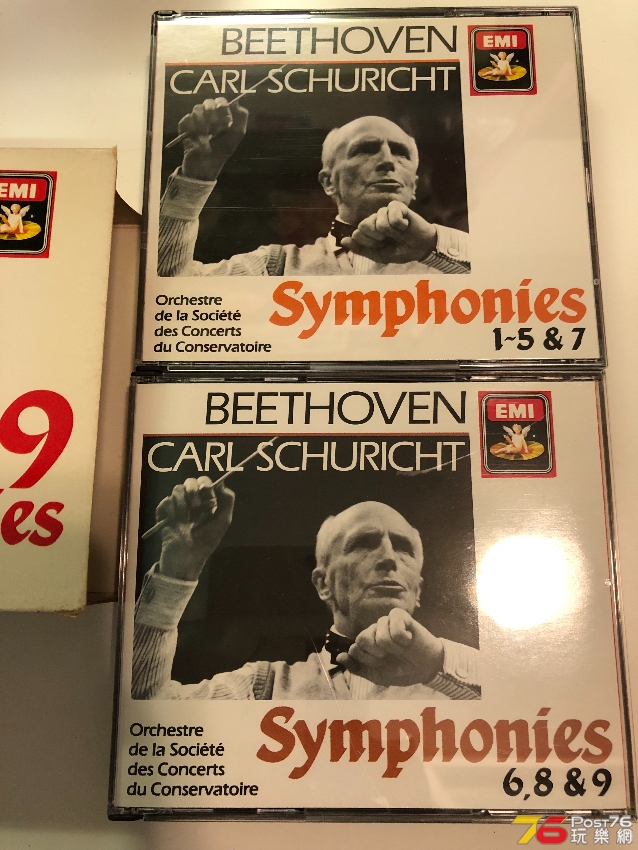 BEETHOVEN
EMI
CARL SCHURICHT
Orchestre
de la Société
des Concerts
du Conservatoire
Symphonies
1~5 & 7
EMI
9
es
BEETHOVEN
EMI
CARL SCHURICHT
Orchestre
de la Société
des Concerts
du Conservatoire
Symphonies
6,8 & 9
76 Post76
玩樂網